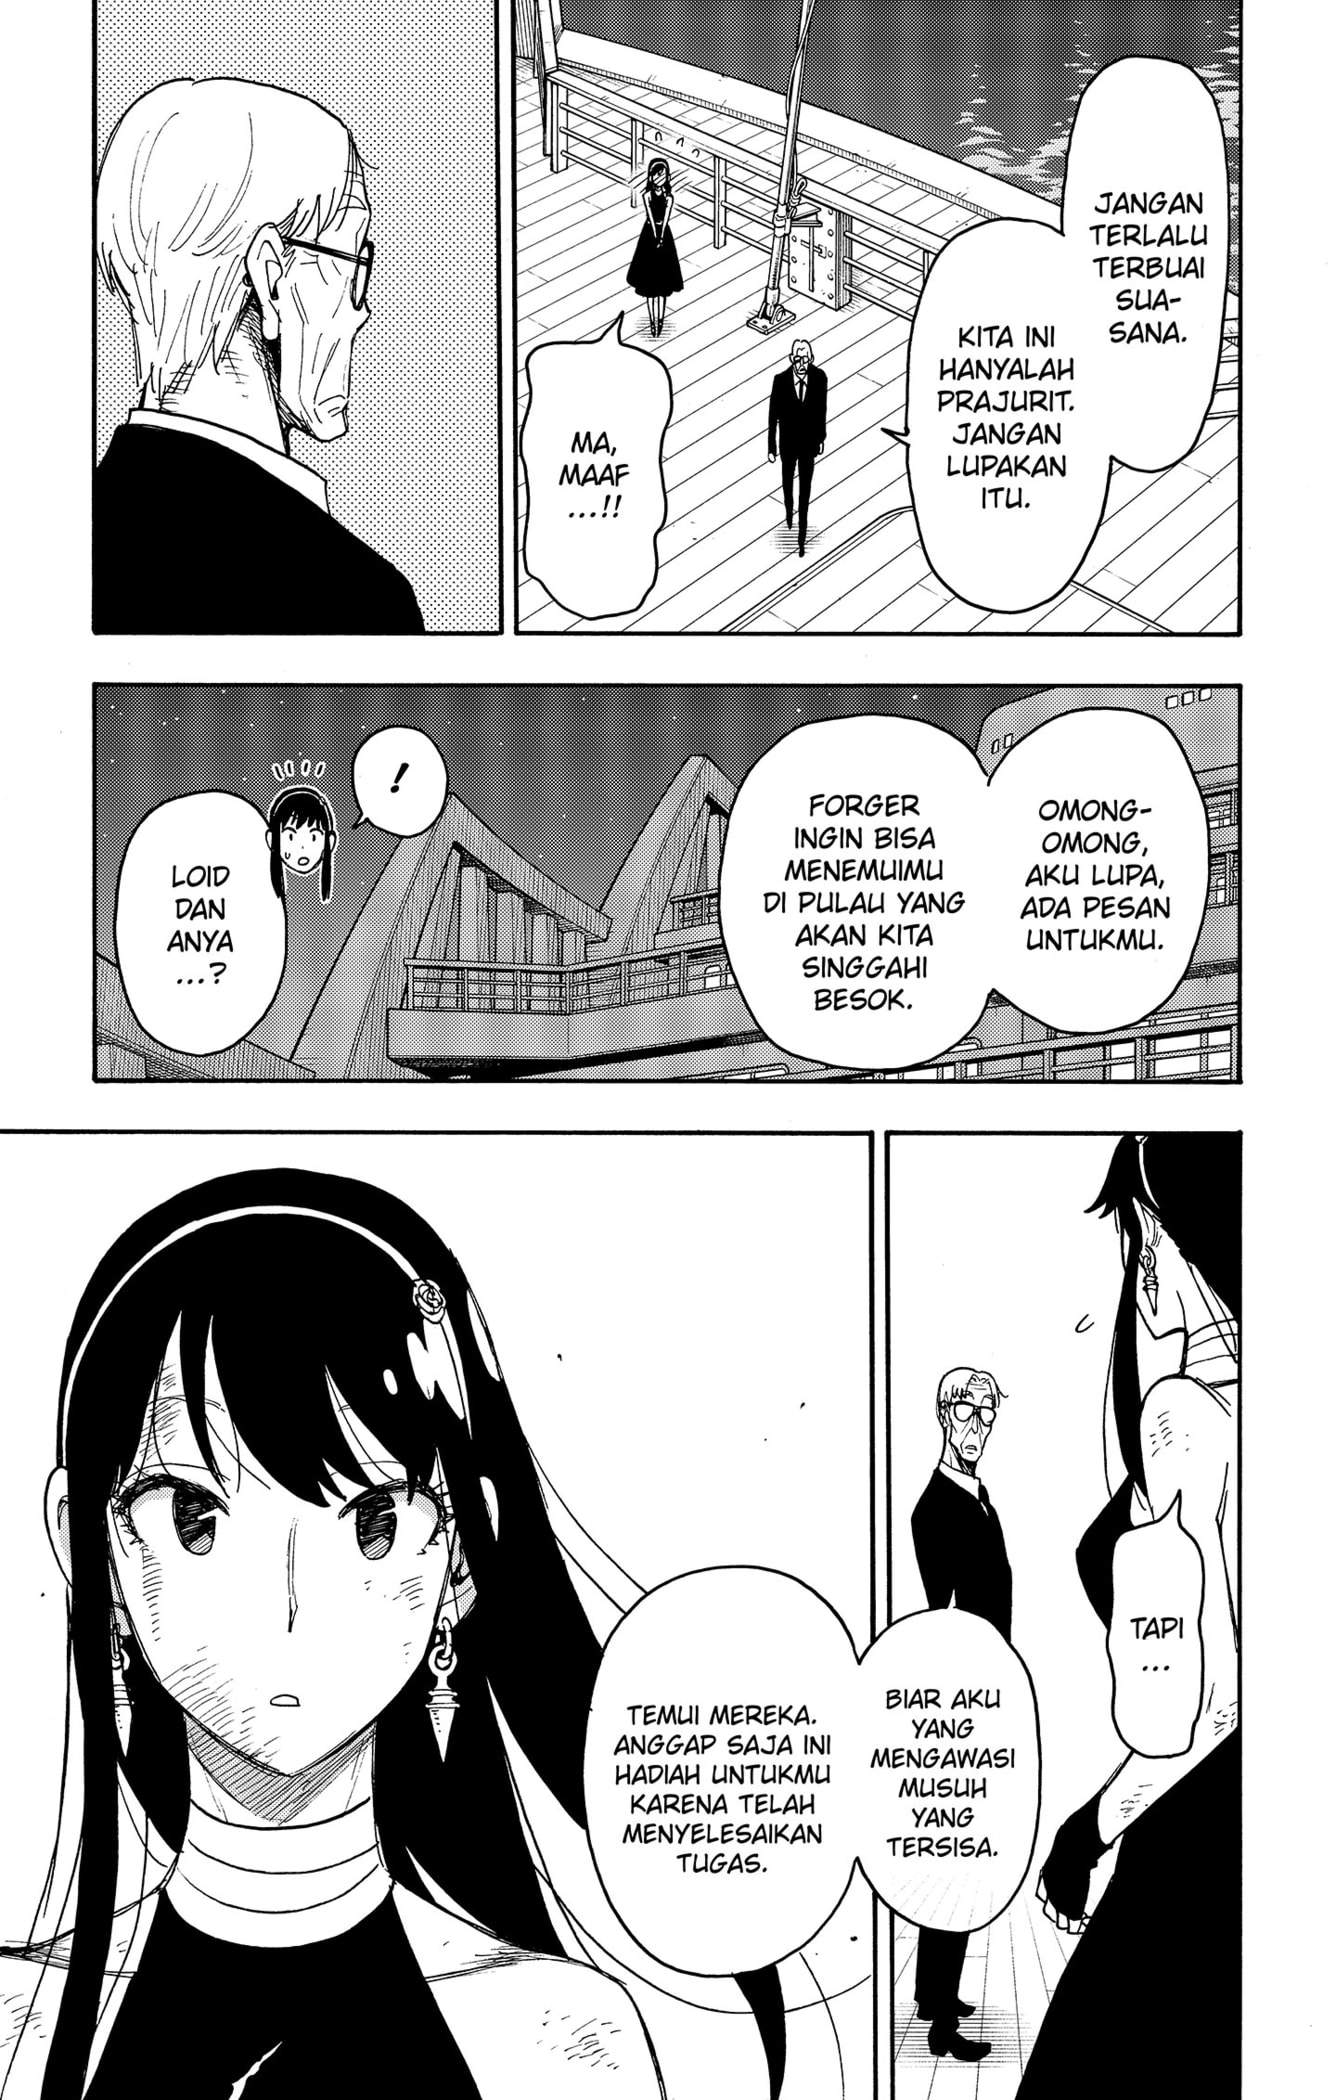 JANGAN
TERLALU
TERBUAI
SUA-
SANA.
KITA INI
HANYALAH
PRAJURIT.
JANGAN
LUPAKAN
ITU.
MA,
MAAF
...!!
OMONG-
OMONG,
AKU LUPA,
ADA PESAN
UNTUKMU.
FORGER
INGIN BISA
MENEMUIMU
DI PULAU YANG
AKAN KITA
SINGGAHI
BESOK.
!
LOID
DAN
ANYA
...?
TAPI
...
BIAR AKU
YANG
MENGAWASI
MUSUH
YANG
TERSISA.
TEMUI MEREKA.
ANGGAP SAJA INI
HADIAH UNTUKMU
KARENA TELAH
MENYELESAIKAN
TUGAS.